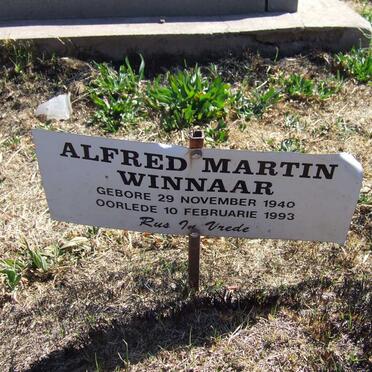 ALFRED MARTIN
WINNAAR
GEBORE 29 NOVEMBER 1940
OORLEDE 10 FEBRUARIE 1993
Rus In Vrede